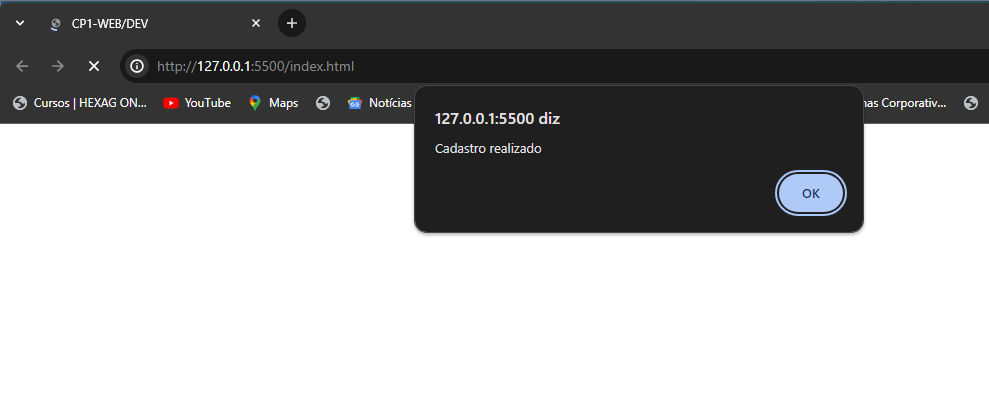 CP1-WEB/DEV
http://127.0.0.1:5500/index.html
Cursos | HEXAG ON... YouTube Maps Notícias nas Corporativ...
127.0.0.1:5500 diz
Cadastro realizado
OK